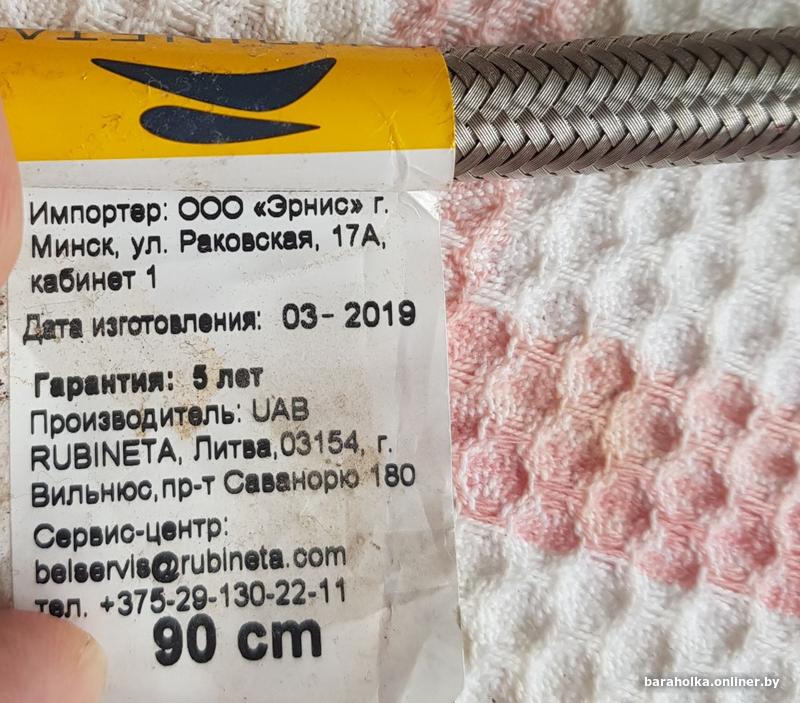 RUBINETA
Импортер: ООО «Эрнис» г.
Минск, ул. Раковская, 17А,
кабинет 1
Дата изготовления: 03- 2019
Гарантия: 5 лет
Производитель: UAB
RUBINETA, Литва,03154, г.
Вильнюс,пр-т Саванорю 180
Сервис-центр:
belservis@rubineta.com
тел. +375-29-130-22-11
90 cm
baraholka.onliner.by